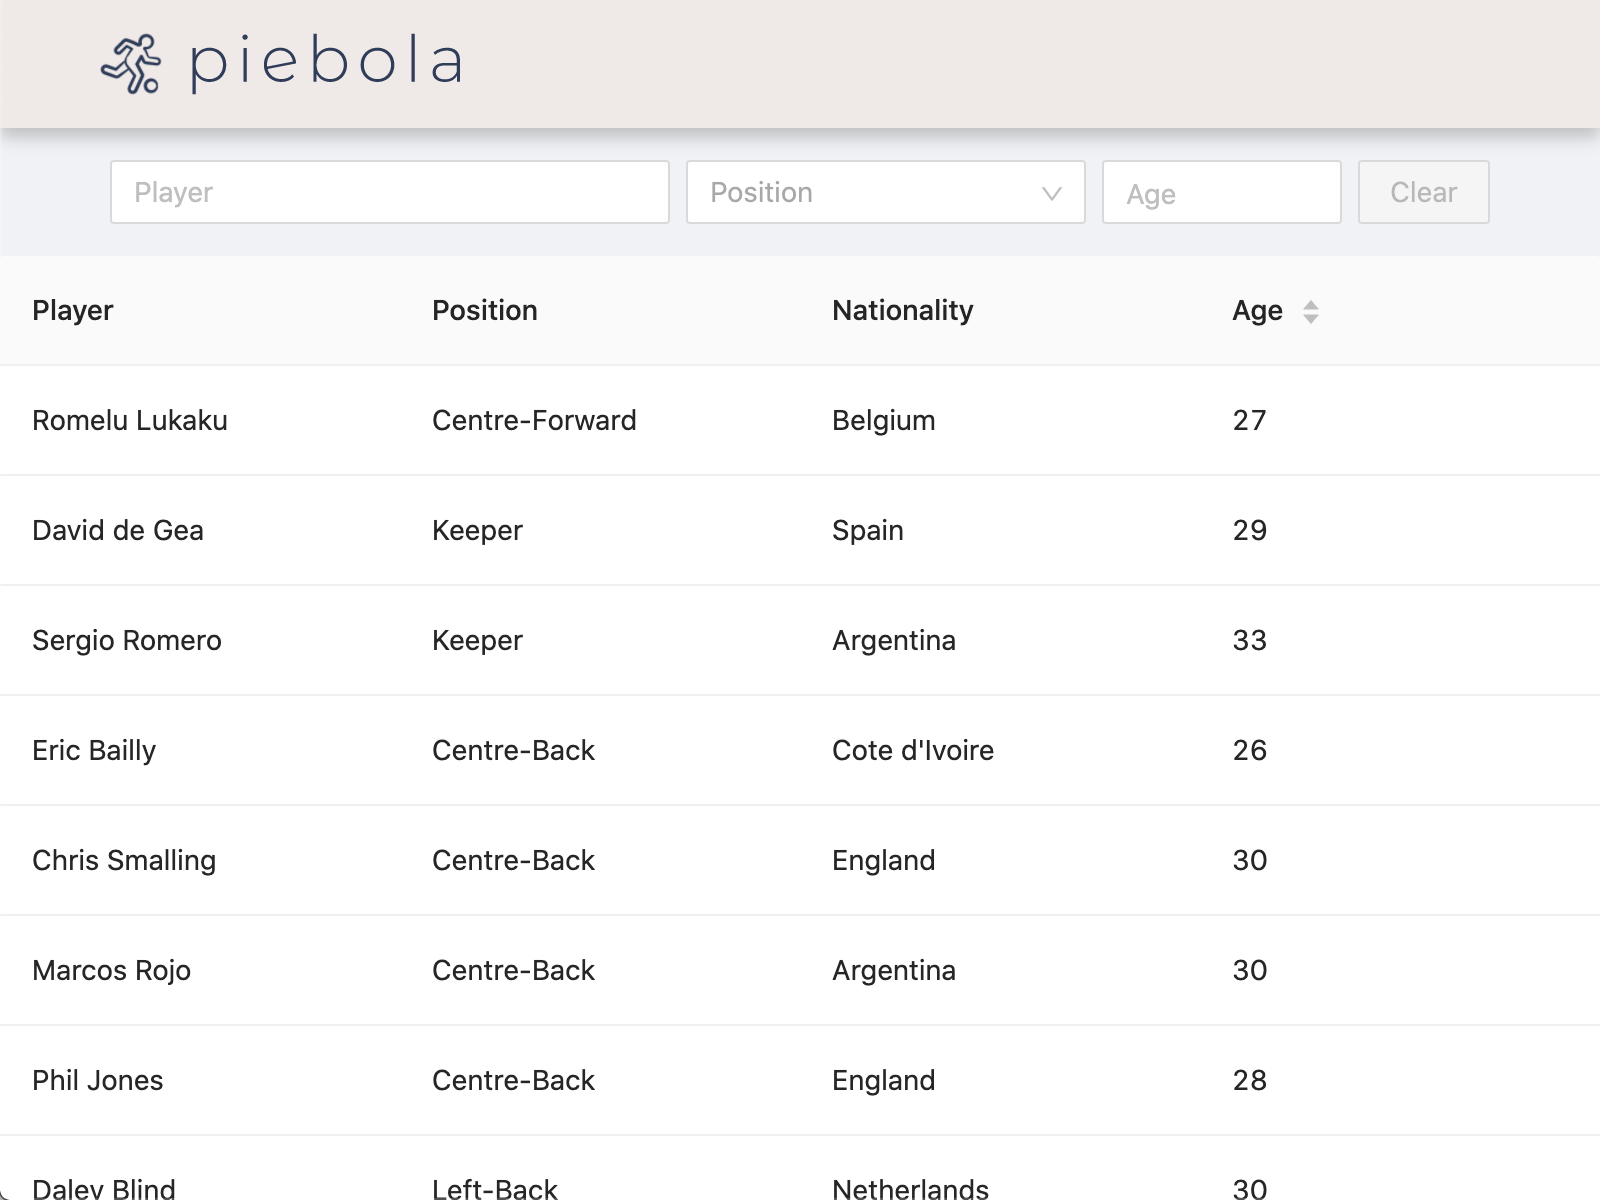 piebola
Player Position Age Clear
Player Position Nationality Age
Romelu Lukaku Centre-Forward Belgium 27
David de Gea Keeper Spain 29
Sergio Romero Keeper Argentina 33
Eric Bailly Centre-Back Cote d'Ivoire 26
Chris Smalling Centre-Back England 30
Marcos Rojo Centre-Back Argentina 30
Phil Jones Centre-Back England 28
Daley Blind Left-Back Netherlands 30